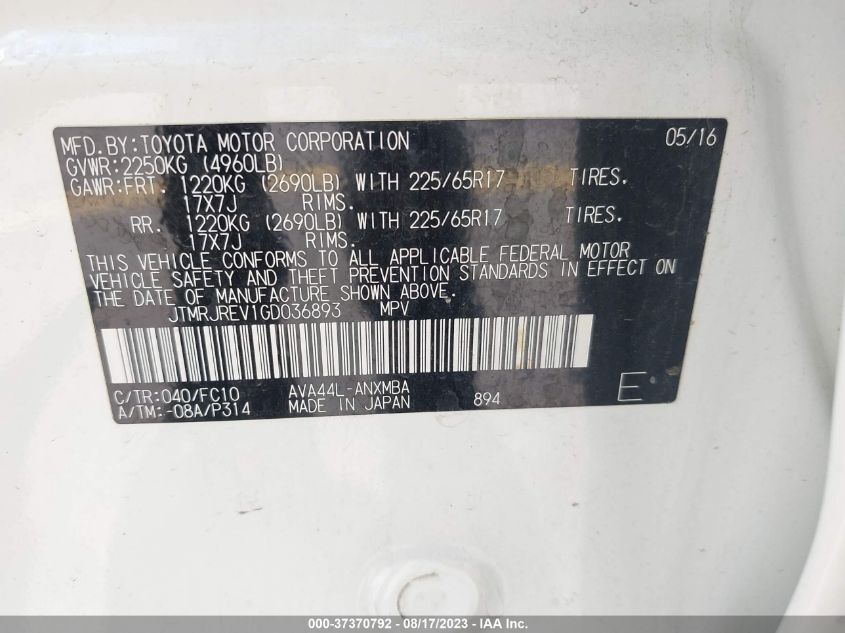 MFD.BY:TOYOTA MOTOR CORPORATION 05/16
GVWR:2250KG (4960LB)
GAWR:FRT. 1220KG (2690LB) WITH 225/65R17 TIRES.
17X7J RIMS.
RR. 1220KG (2690LB) WITH 225/65R17 TIRES.
17X7J RIMS.
THIS VEHICLE CONFORMS TO ALL APPLICABLE FEDERAL MOTOR
VEHICLE SAFETY AND THEFT PREVENTION STANDARDS IN EFFECT ON
THE DATE OF MANUFACTURE SHOWN ABOVE.
JTMRJREV1GD036893 MPV
C/TR:040/FC10 AVA44L-ANXMBA
A/TM:-08A/P314 MADE IN JAPAN 894 E
000-37370792 - 08/17/2023 - IAA Inc.